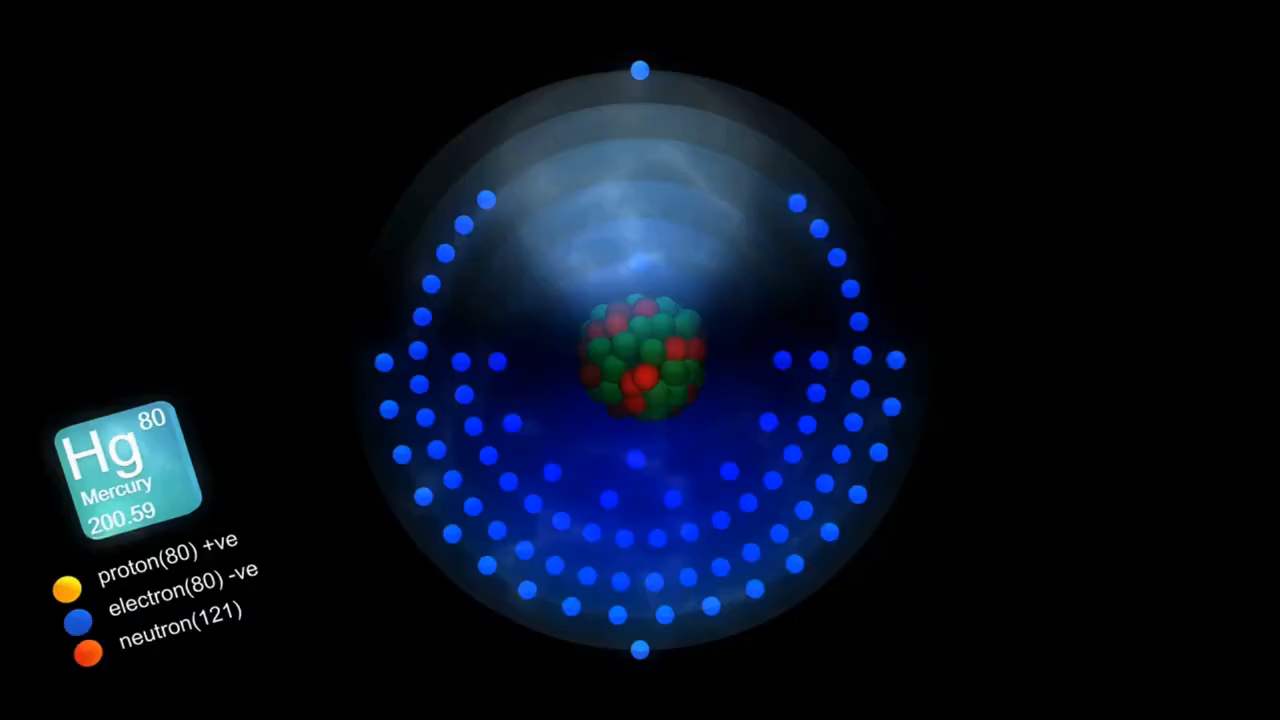 80
Hg
Mercury
200.59
proton(80) +ve
electron(80) -ve
neutron(121)